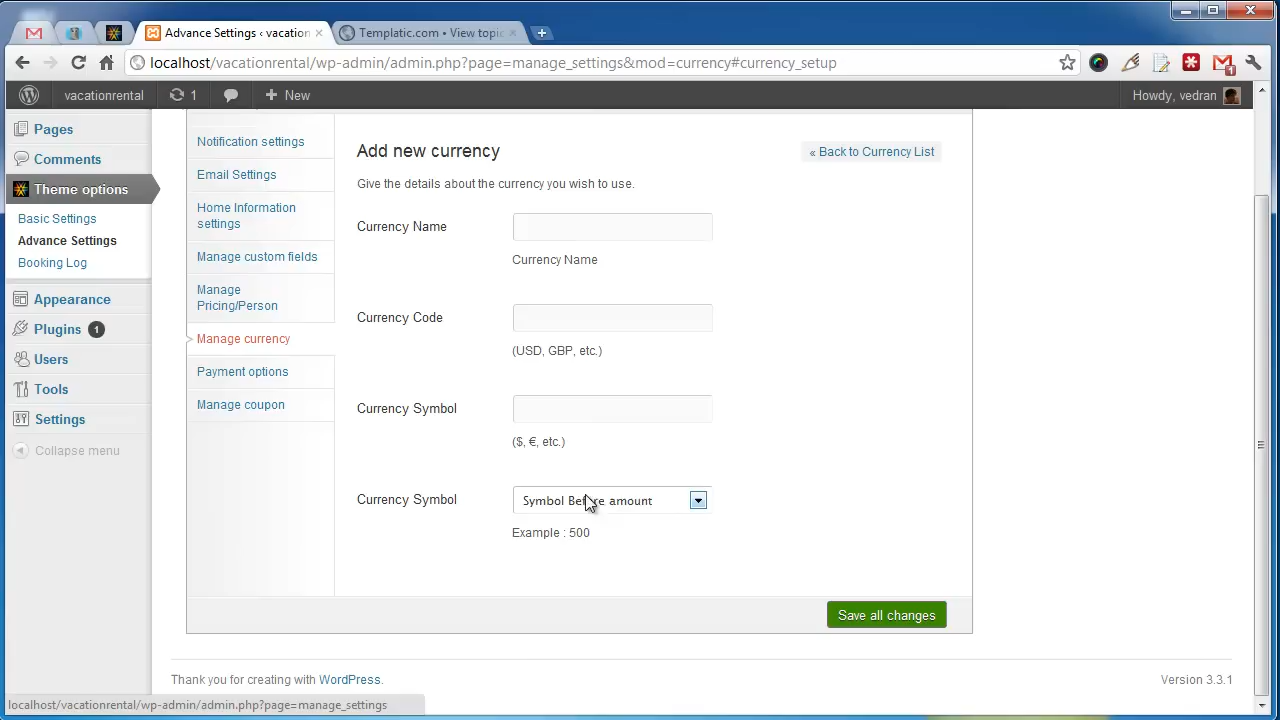 Advance Settings ‹ vacation
Templatic.com • View topic
localhost/vacationrental/wp-admin/admin.php?page=manage_settings&mod=currency#currency_setup
1
vacationrental
1
New
Howdy, vedran
Pages
Comments
Theme options
Basic Settings
Advance Settings
Booking Log
Appearance
Plugins 1
Users
Tools
Settings
Collapse menu
Notification settings
Email Settings
Home Information
settings
Manage custom fields
Manage
Pricing/Person
Manage currency
Payment options
Manage coupon
Add new currency
« Back to Currency List
Give the details about the currency you wish to use.
Currency Name
Currency Name
Currency Code
(USD, GBP, etc.)
Currency Symbol
($, €, etc.)
Currency Symbol
Symbol Before amount
Example : 500
Save all changes
Thank you for creating with WordPress.
Version 3.3.1
localhost/vacationrental/wp-admin/admin.php?page=manage_settings